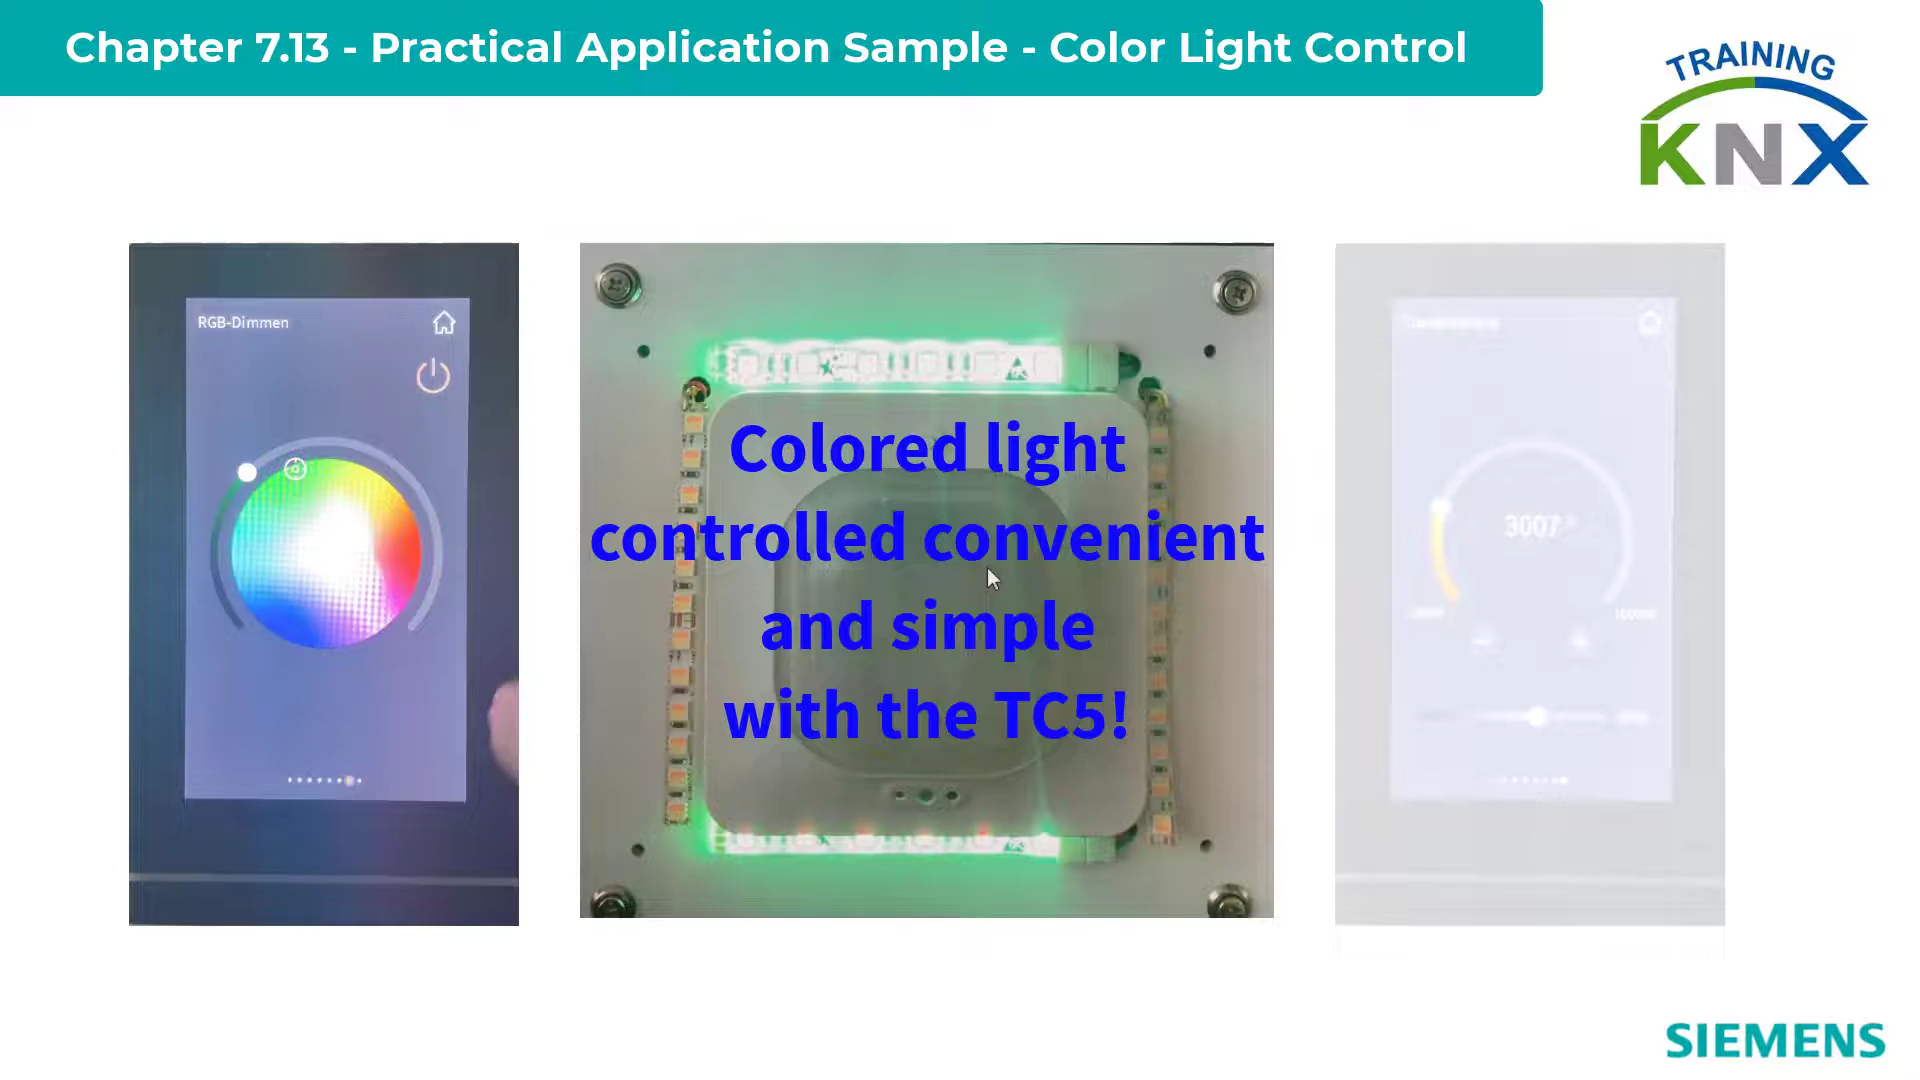 Chapter 7.13 - Practical Application Sample - Color Light Control
TRAINING
KNX
RGB-Dimmen
Colored light
controlled convenient
and simple
with the TC5!
3007
SIEMENS